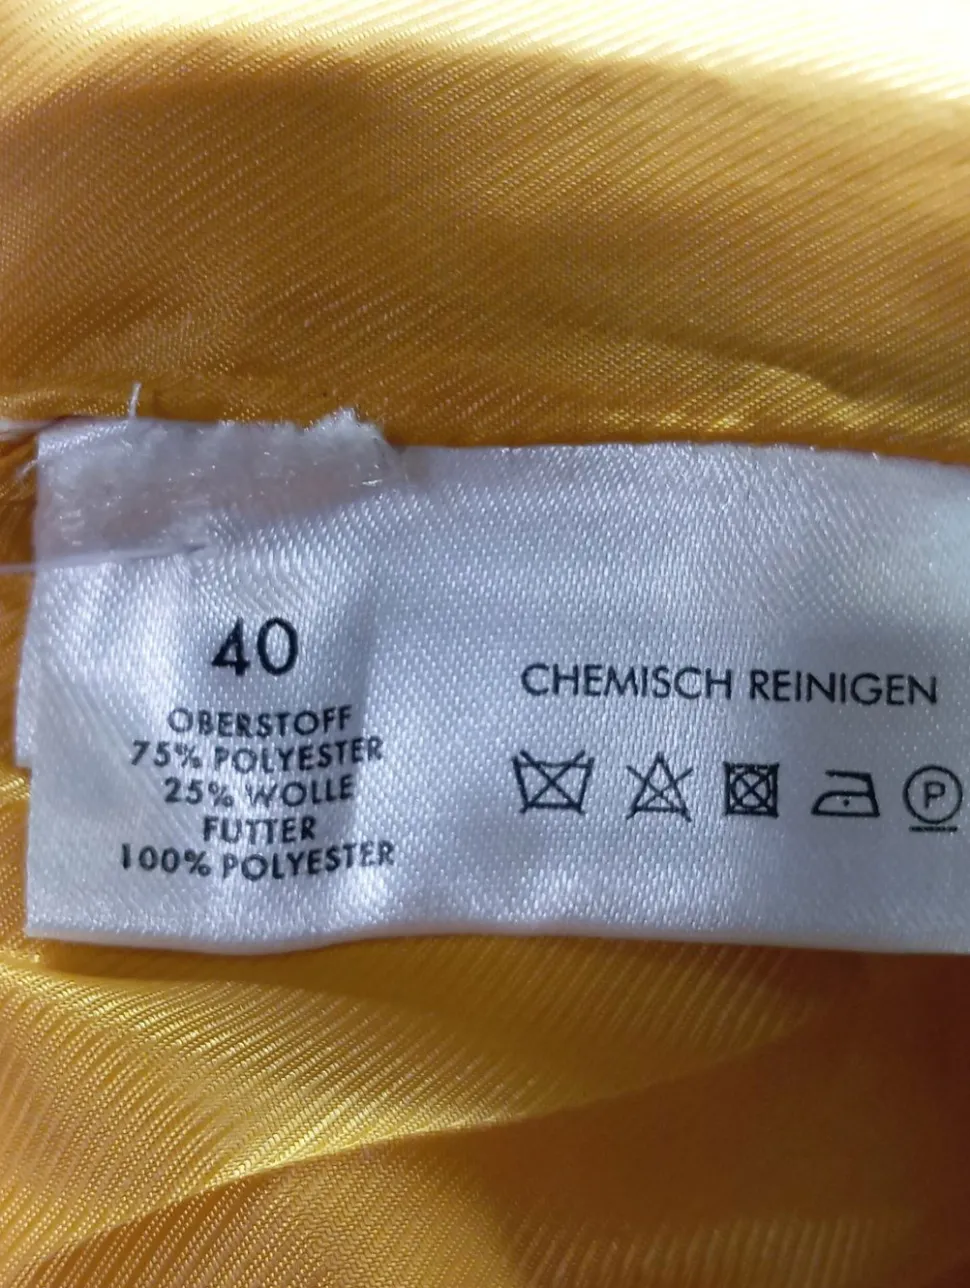 40
OBERSTOFF
75% POLYESTER
25% WOLLE
FUTTER
100% POLYESTER
CHEMISCH REINIGEN
P